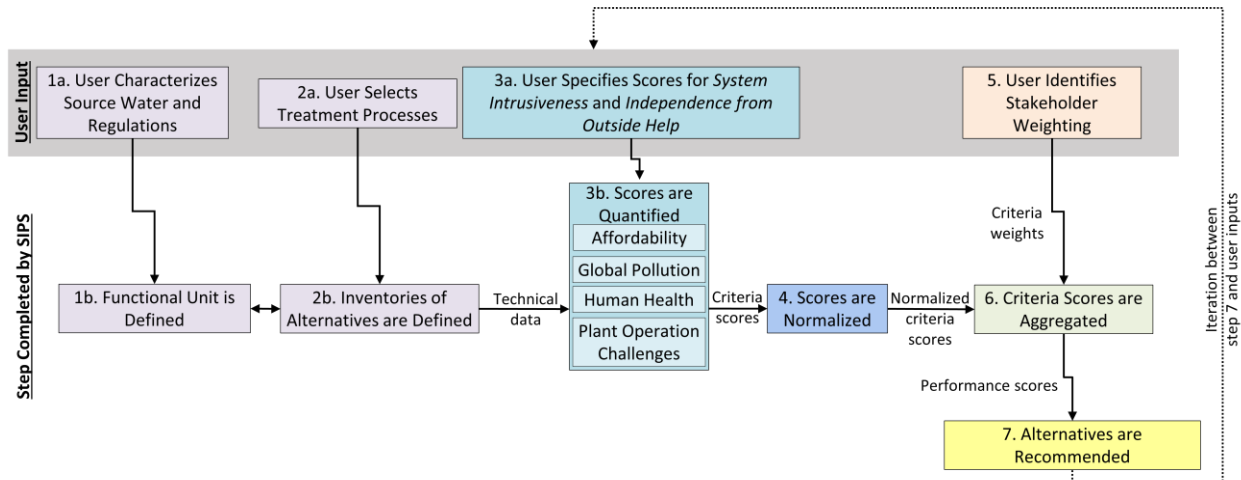 User Input
1a. User Characterizes
Source Water and
Regulations
2a. User Selects
Treatment Processes
3a. User Specifies Scores for System
Intrusiveness and Independence from
Outside Help
5. User Identifies
Stakeholder
Weighting
Step Completed by SIPS
1b. Functional Unit is
Defined
2b. Inventories of
Alternatives are Defined
Technical
data
3b. Scores are
Quantified
Affordability
Global Pollution
Human Health
Plant Operation
Challenges
Criteria
scores
4. Scores are
Normalized
Normalized
criteria
scores
Criteria
weights
6. Criteria Scores are
Aggregated
Performance scores
7. Alternatives are
Recommended
Iteration between
step 7 and user inputs